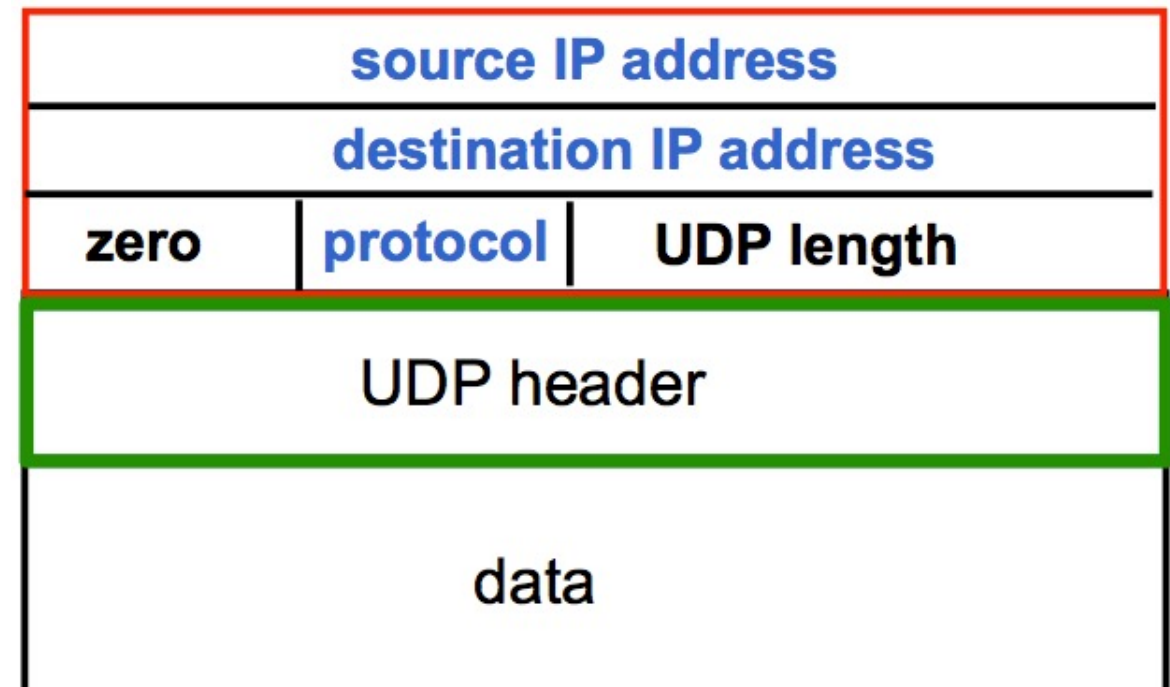 source IP address
destination IP address
zero protocol UDP length
UDP header
data